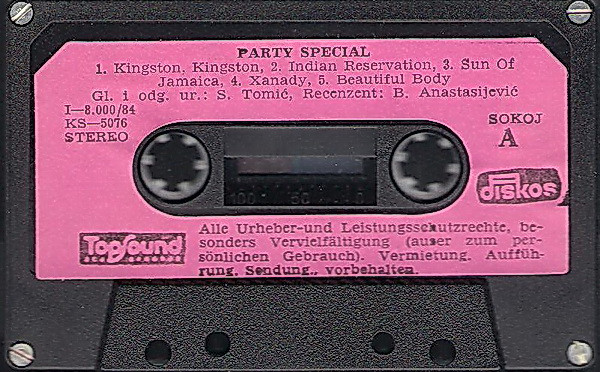 PARTY SPECIAL
1. Kingston, Kingston, 2. Indian Reservation, 3. Sun Of
Jamaica, 4. Xanady, 5. Beautiful Body
Gl. i odg. ur.: S. Tomić, Recenzent: B. Anastasijević
I—8.000/84
KS—5076
STEREO
SOKOJ
A
diskos
100 50 0
TopSound
Alle Urheber-und Leistungsschutzrechte, be-
sonders Vervielfältigung (auser zum per-
sönlichen Gebrauch). Vermietung. Auffüh-
rung. Sendung., vorbehalten.